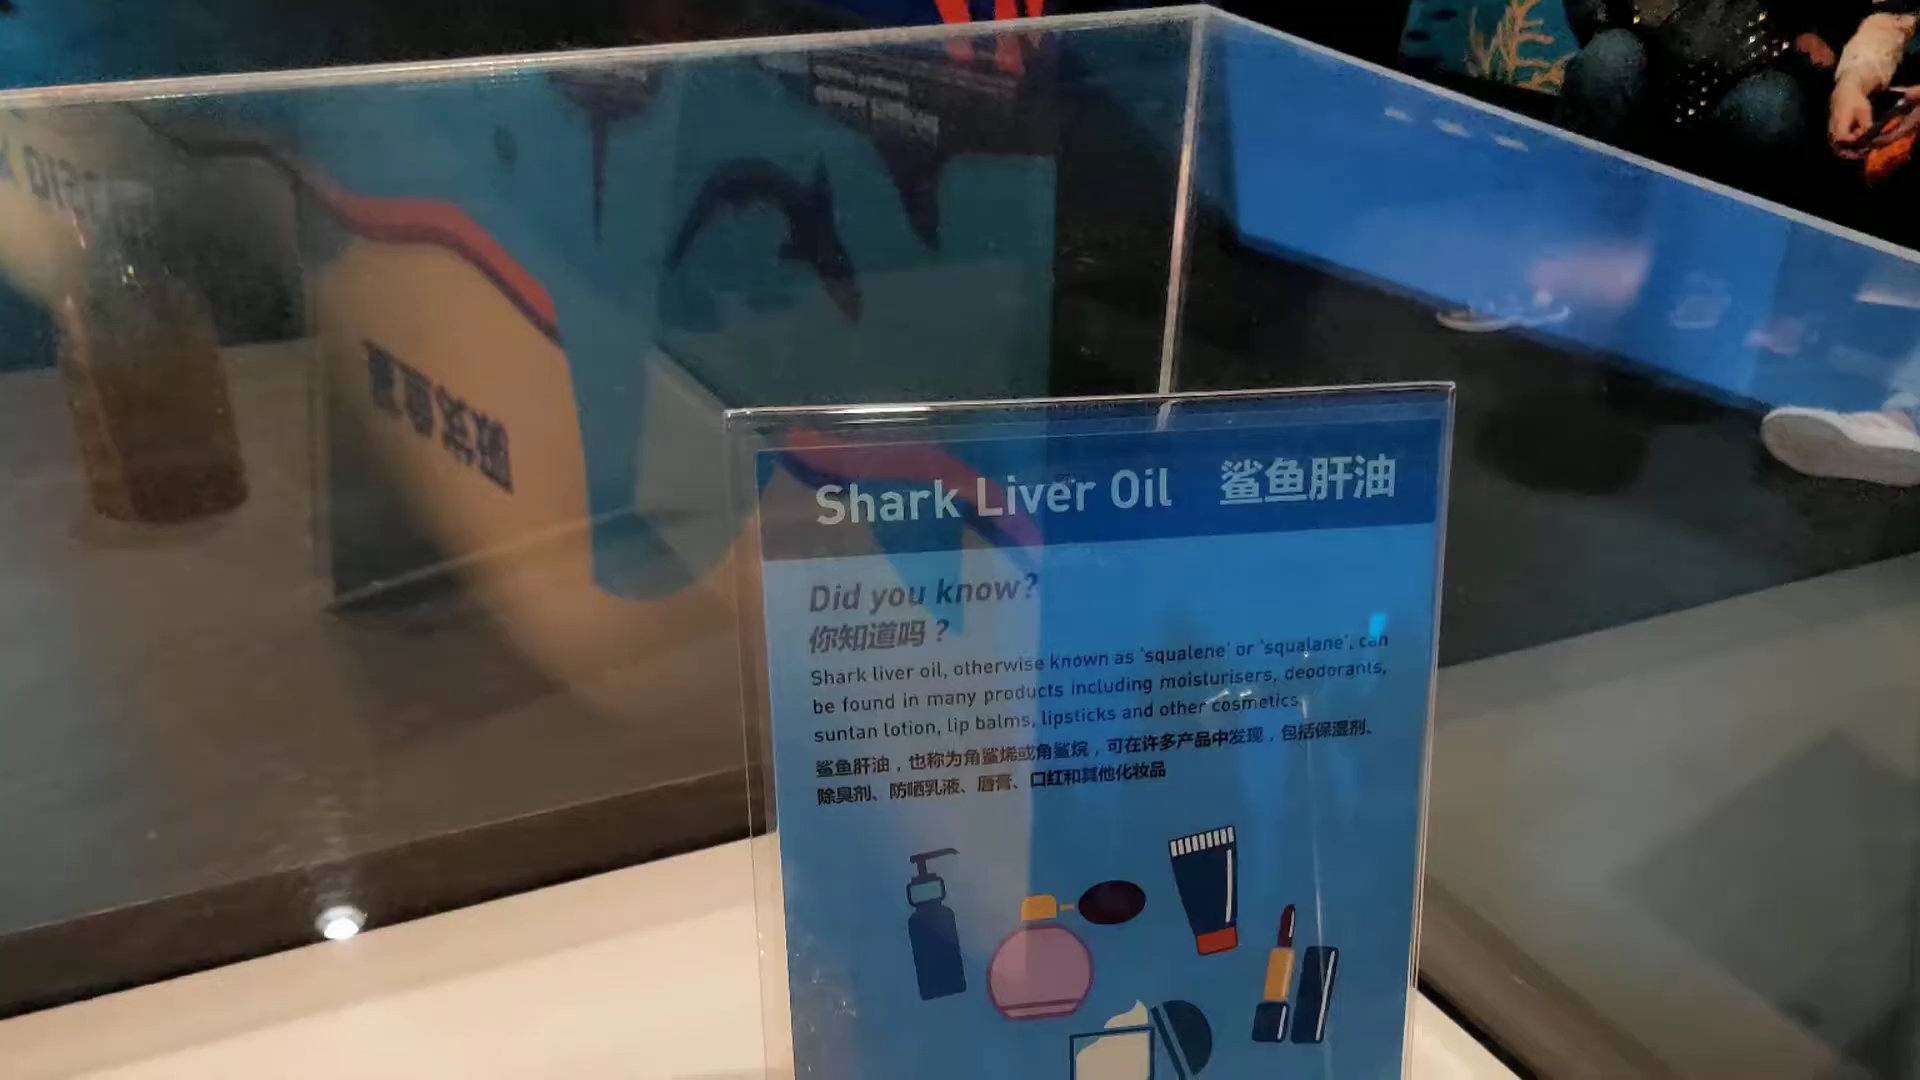 Shark Liver Oil 鲨鱼肝油
Did you know?
你知道吗？
Shark liver oil, otherwise known as 'squalene' or 'squalane', can
be found in many products including moisturisers, deodorants,
suntan lotion, lip balms, lipsticks and other cosmetics.
鲨鱼肝油，也称为角鲨烯或角鲨烷，可在许多产品中发现，包括保湿剂、
除臭剂、防晒乳液、唇膏、口红和其他化妆品